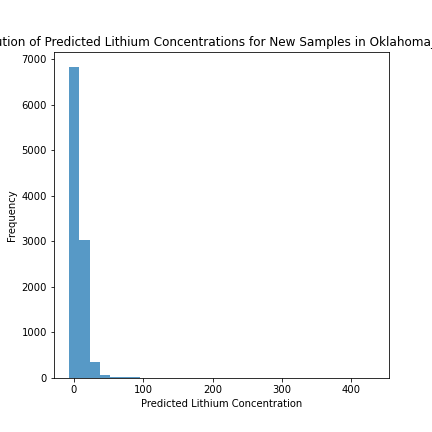 of Predicted Lithium Concentrations for New Samples in Oklahoma
7000
6000
5000
4000
3000
2000
1000
0
Frequency
0 100 200 300 400
Predicted Lithium Concentration